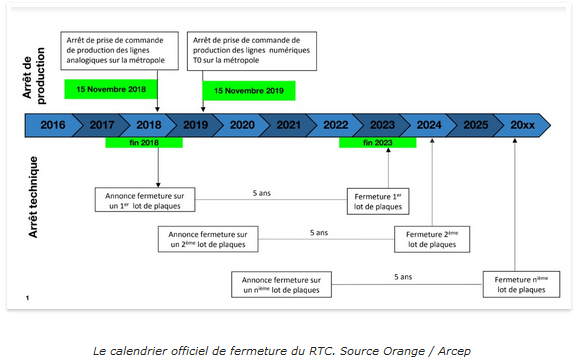 Arrêt de
production
Arrêt de prise de commande
de production des lignes
analogiques sur la métropole
Arrêt de prise de commande de
production des lignes numériques
T0 sur la métropole
15 Novembre 2018
15 Novembre 2019
2016 2017 2018 2019 2020 2021 2022 2023 2024 2025 20xx
fin 2018
fin 2023
Arrêt technique
Annonce fermeture sur
un 1er lot de plaques
5 ans
Fermeture 1er
lot de plaques
Annonce fermeture sur
un 2ème lot de plaques
5 ans
Fermeture 2ème
lot de plaques
Annonce fermeture sur
un nième lot de plaques
5 ans
Fermeture nième
lot de plaques
1
Le calendrier officiel de fermeture du RTC. Source Orange / Arcep